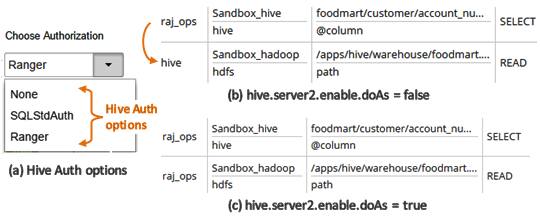 Choose Authorization
Ranger
None
SQLStdAuth
Ranger
Hive Auth
options
(a) Hive Auth options
raj_ops
Sandbox_hive
hive
foodmart/customer/account_nu...
@column
SELECT
hive
Sandbox_hadoop
hdfs
/apps/hive/warehouse/foodmart....
path
READ
(b) hive.server2.enable.doAs = false
raj_ops
Sandbox_hive
hive
foodmart/customer/account_nu...
@column
SELECT
raj_ops
Sandbox_hadoop
hdfs
/apps/hive/warehouse/foodmart....
path
READ
(c) hive.server2.enable.doAs = true